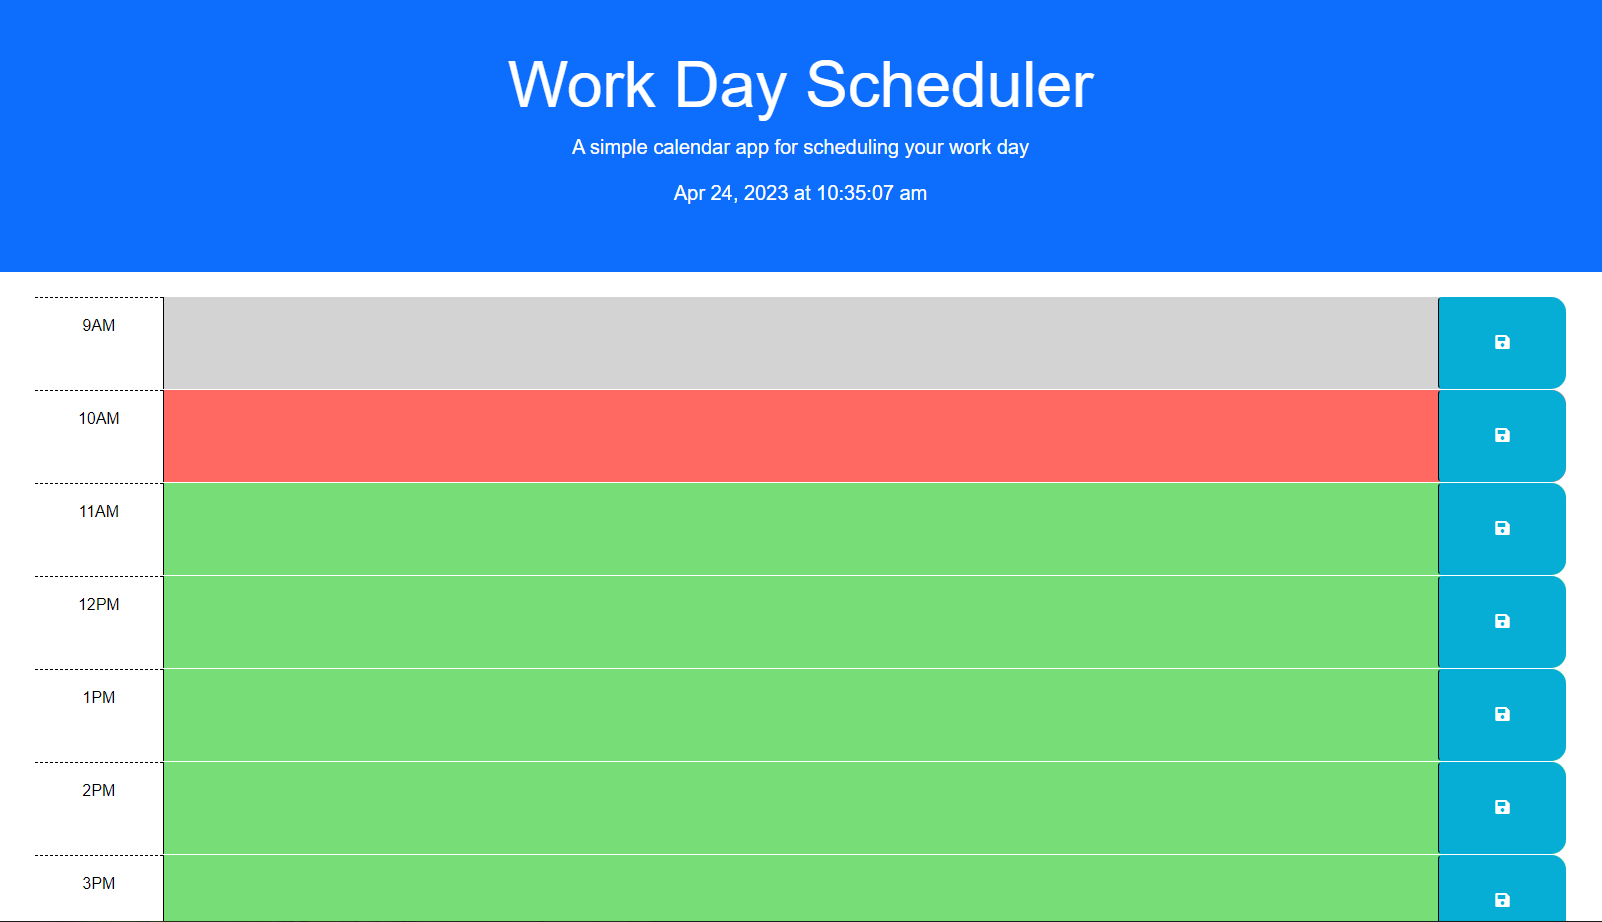 Work Day Scheduler
A simple calendar app for scheduling your work day
Apr 24, 2023 at 10:35:07 am
9AM
10AM
11AM
12PM
1PM
2PM
3PM